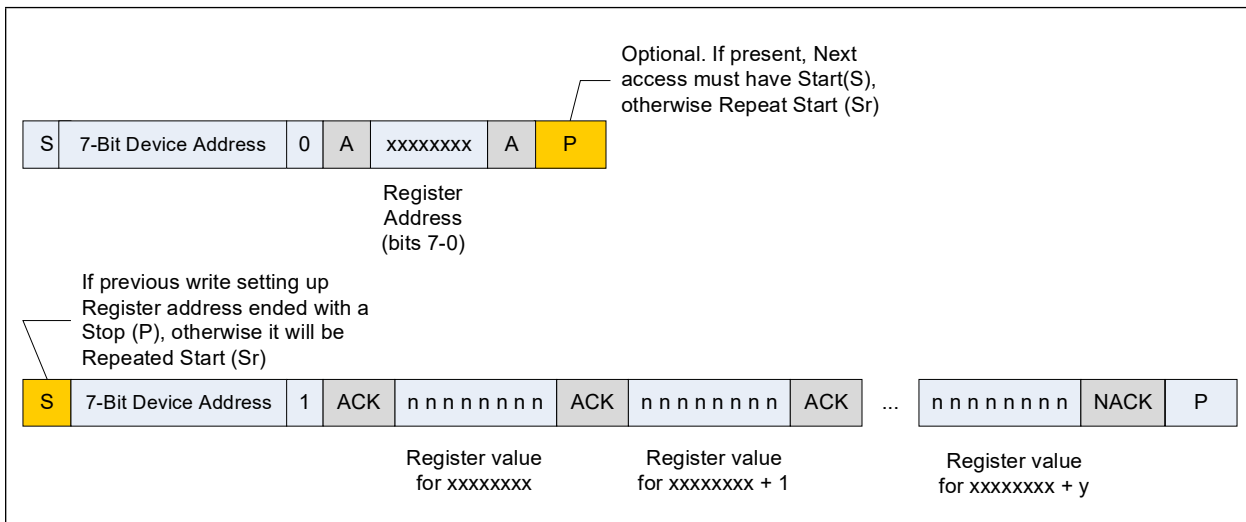 Optional. If present, Next
access must have Start(S),
otherwise Repeat Start (Sr)
S 7-Bit Device Address 0 A xxxxxxxx A P
Register
Address
(bits 7-0)
If previous write setting up
Register address ended with a
Stop (P), otherwise it will be
Repeated Start (Sr)
S 7-Bit Device Address 1 ACK n n n n n n n n ACK n n n n n n n n ACK ... n n n n n n n n NACK P
Register value
for xxxxxxxx
Register value
for xxxxxxxx + 1
Register value
for xxxxxxxx + y